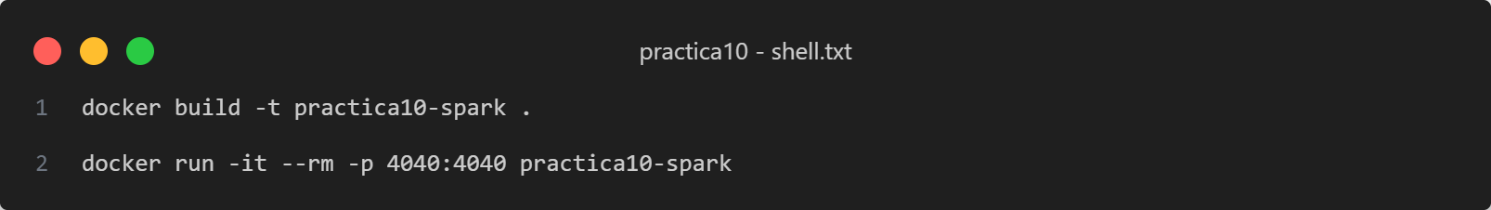 practica10 - shell.txt
1 docker build -t practica10-spark .
2 docker run -it --rm -p 4040:4040 practica10-spark